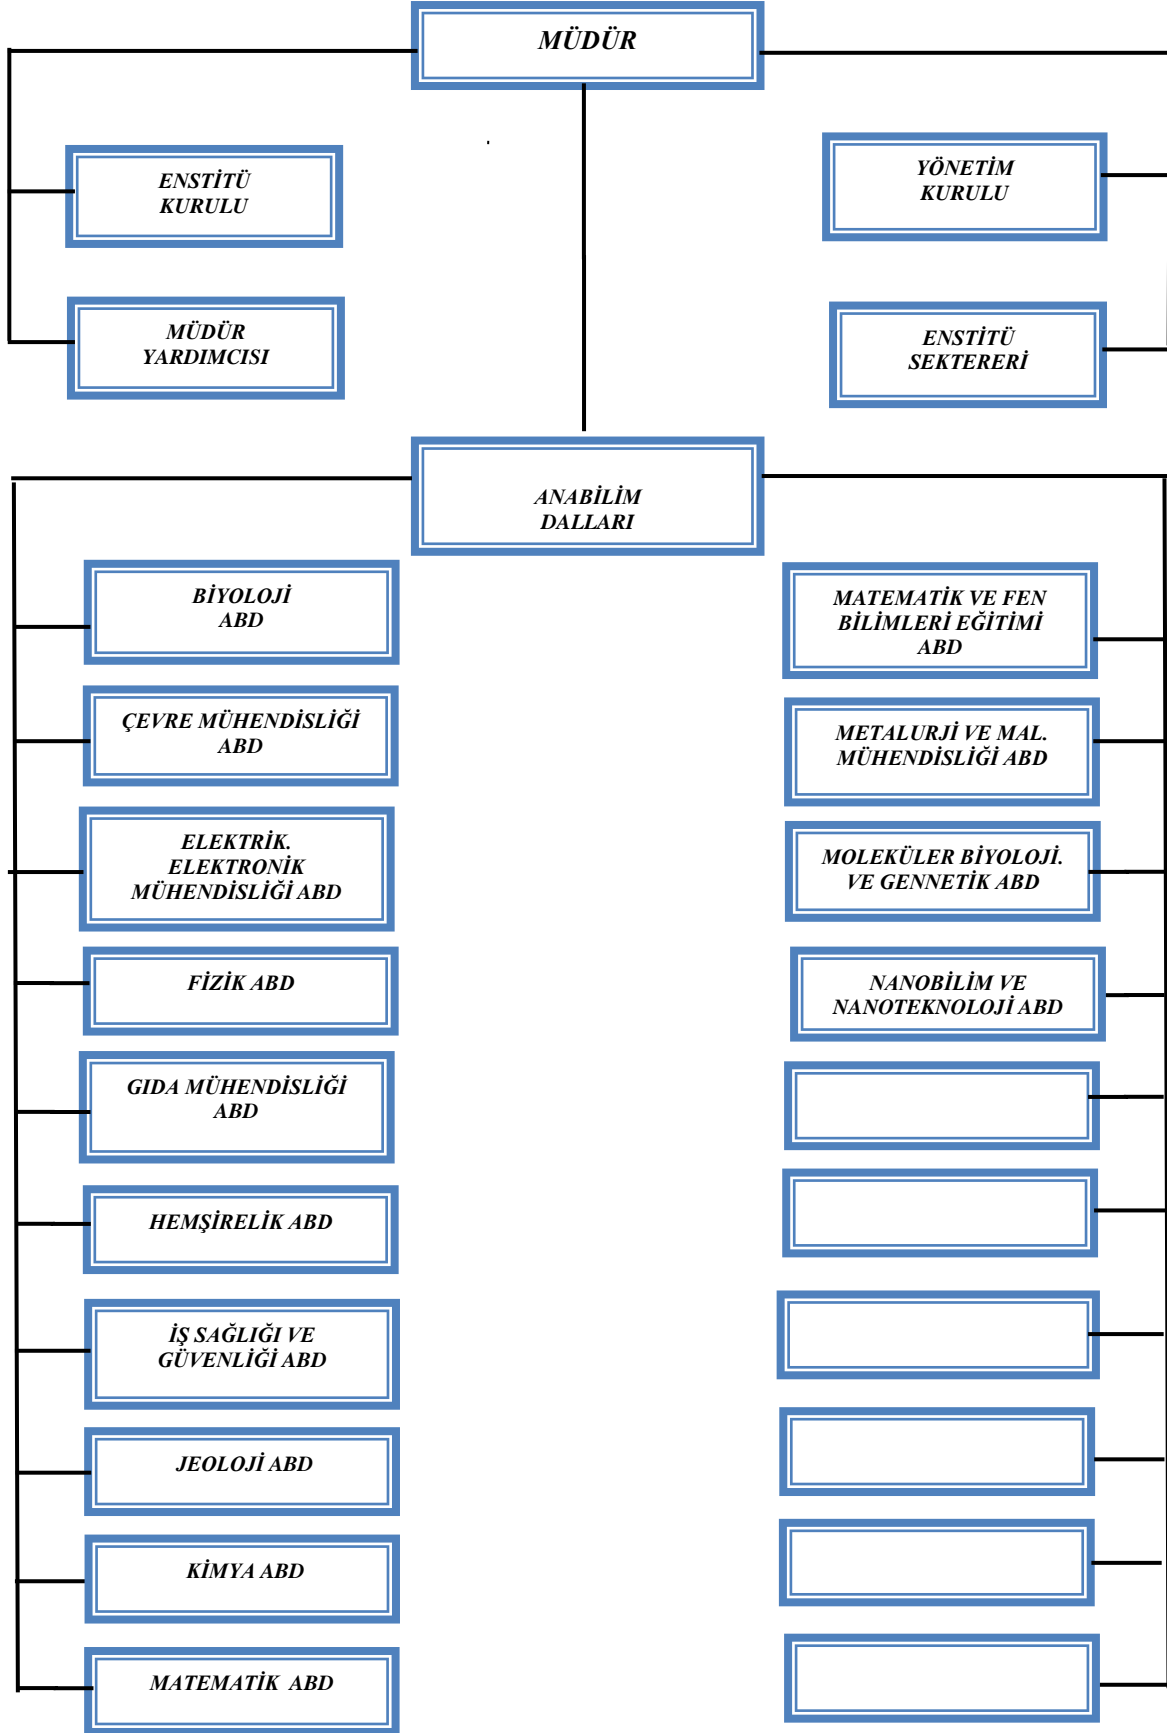 MÜDÜR
ENSTİTÜ
KURULU
YÖNETİM
KURULU
MÜDÜR
YARDIMCISI
ENSTİTÜ
SEKTERERİ
ANABİLİM
DALLARI
BİYOLOJİ
ABD
ÇEVRE MÜHENDİSLİĞİ
ABD
ELEKTRİK.
ELEKTRONİK
MÜHENDİSLİĞİ ABD
FİZİK ABD
GIDA MÜHENDİSLİĞİ
ABD
HEMŞİRELİK ABD
İŞ SAĞLIĞI VE
GÜVENLİĞİ ABD
JEOLOJİ ABD
KİMYA ABD
MATEMATİK ABD
MATEMATİK VE FEN
BİLİMLERİ EĞİTİMİ
ABD
METALURJİ VE MAL.
MÜHENDİSLİĞİ ABD
MOLEKÜLER BİYOLOJİ.
VE GENNETİK ABD
NANOBİLİM VE
NANOTEKNOLOJİ ABD